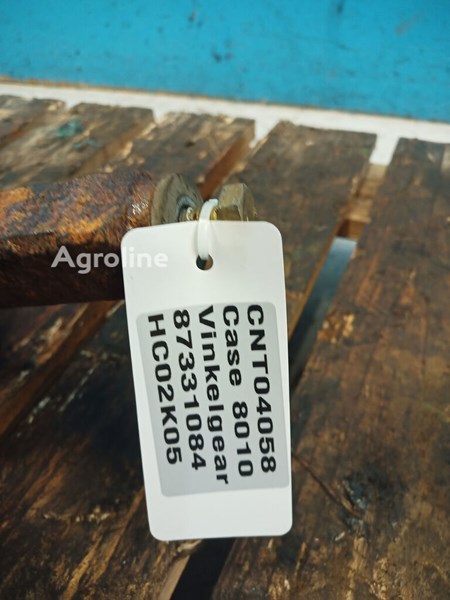 Agroline
CNT04058
Case 8010
Vinkelgear
87331084
HC02K05